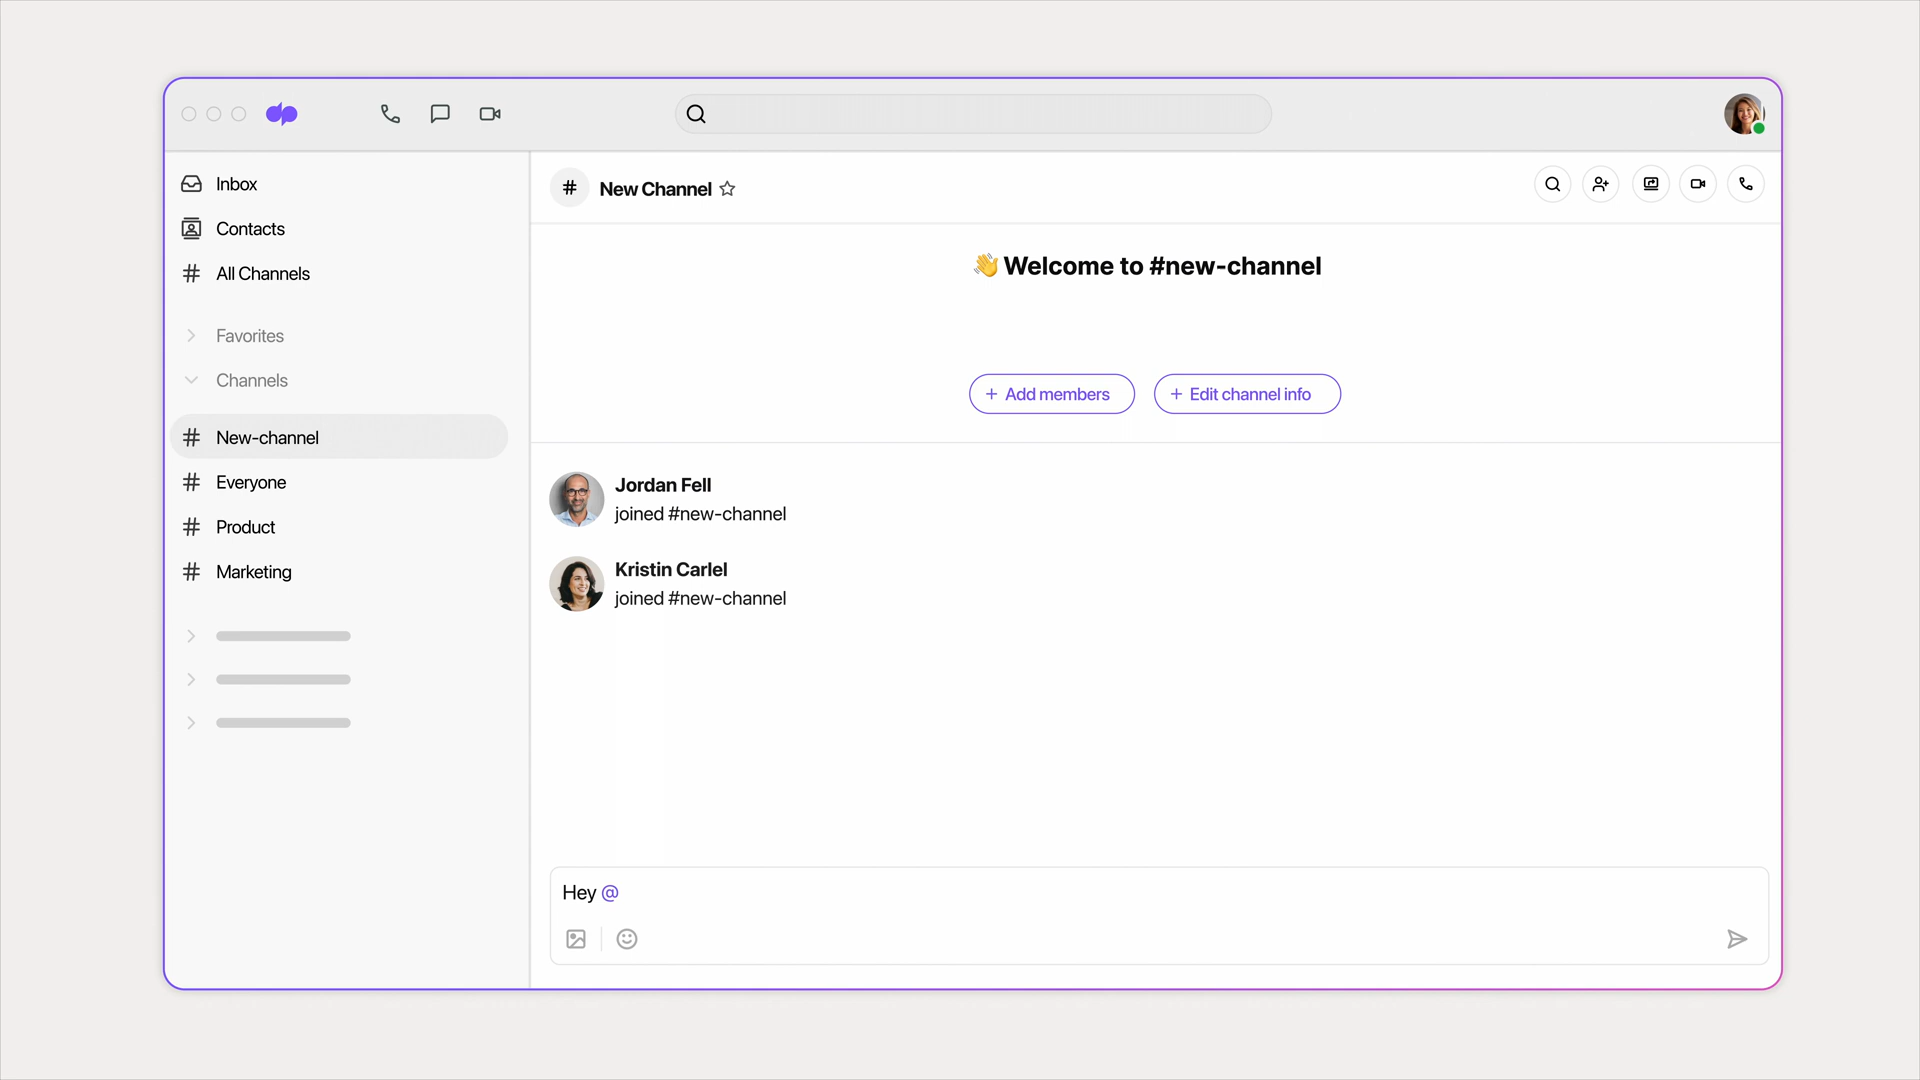 Inbox
Contacts
All Channels
Favorites
Channels
New-channel
Everyone
Product
Marketing
# New Channel
👋 Welcome to #new-channel
+ Add members
+ Edit channel info
Jordan Fell
joined #new-channel
Kristin Carlel
joined #new-channel
Hey @